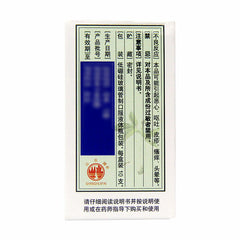 【不良反应】本品可能引起恶心、呕吐、皮疹、瘙痒、头晕等。
【禁　　忌】对本品及所含成份过敏者禁用。
【注意事项】详见说明书。
【贮　　藏】密封。
【包　　装】低硼硅玻璃管制口服液体瓶包装，每盒装10支。
【生产日期】
【产品批号】
【有效期】至
请仔细阅读说明书并按说明使
用或在药师指导下购买和使用